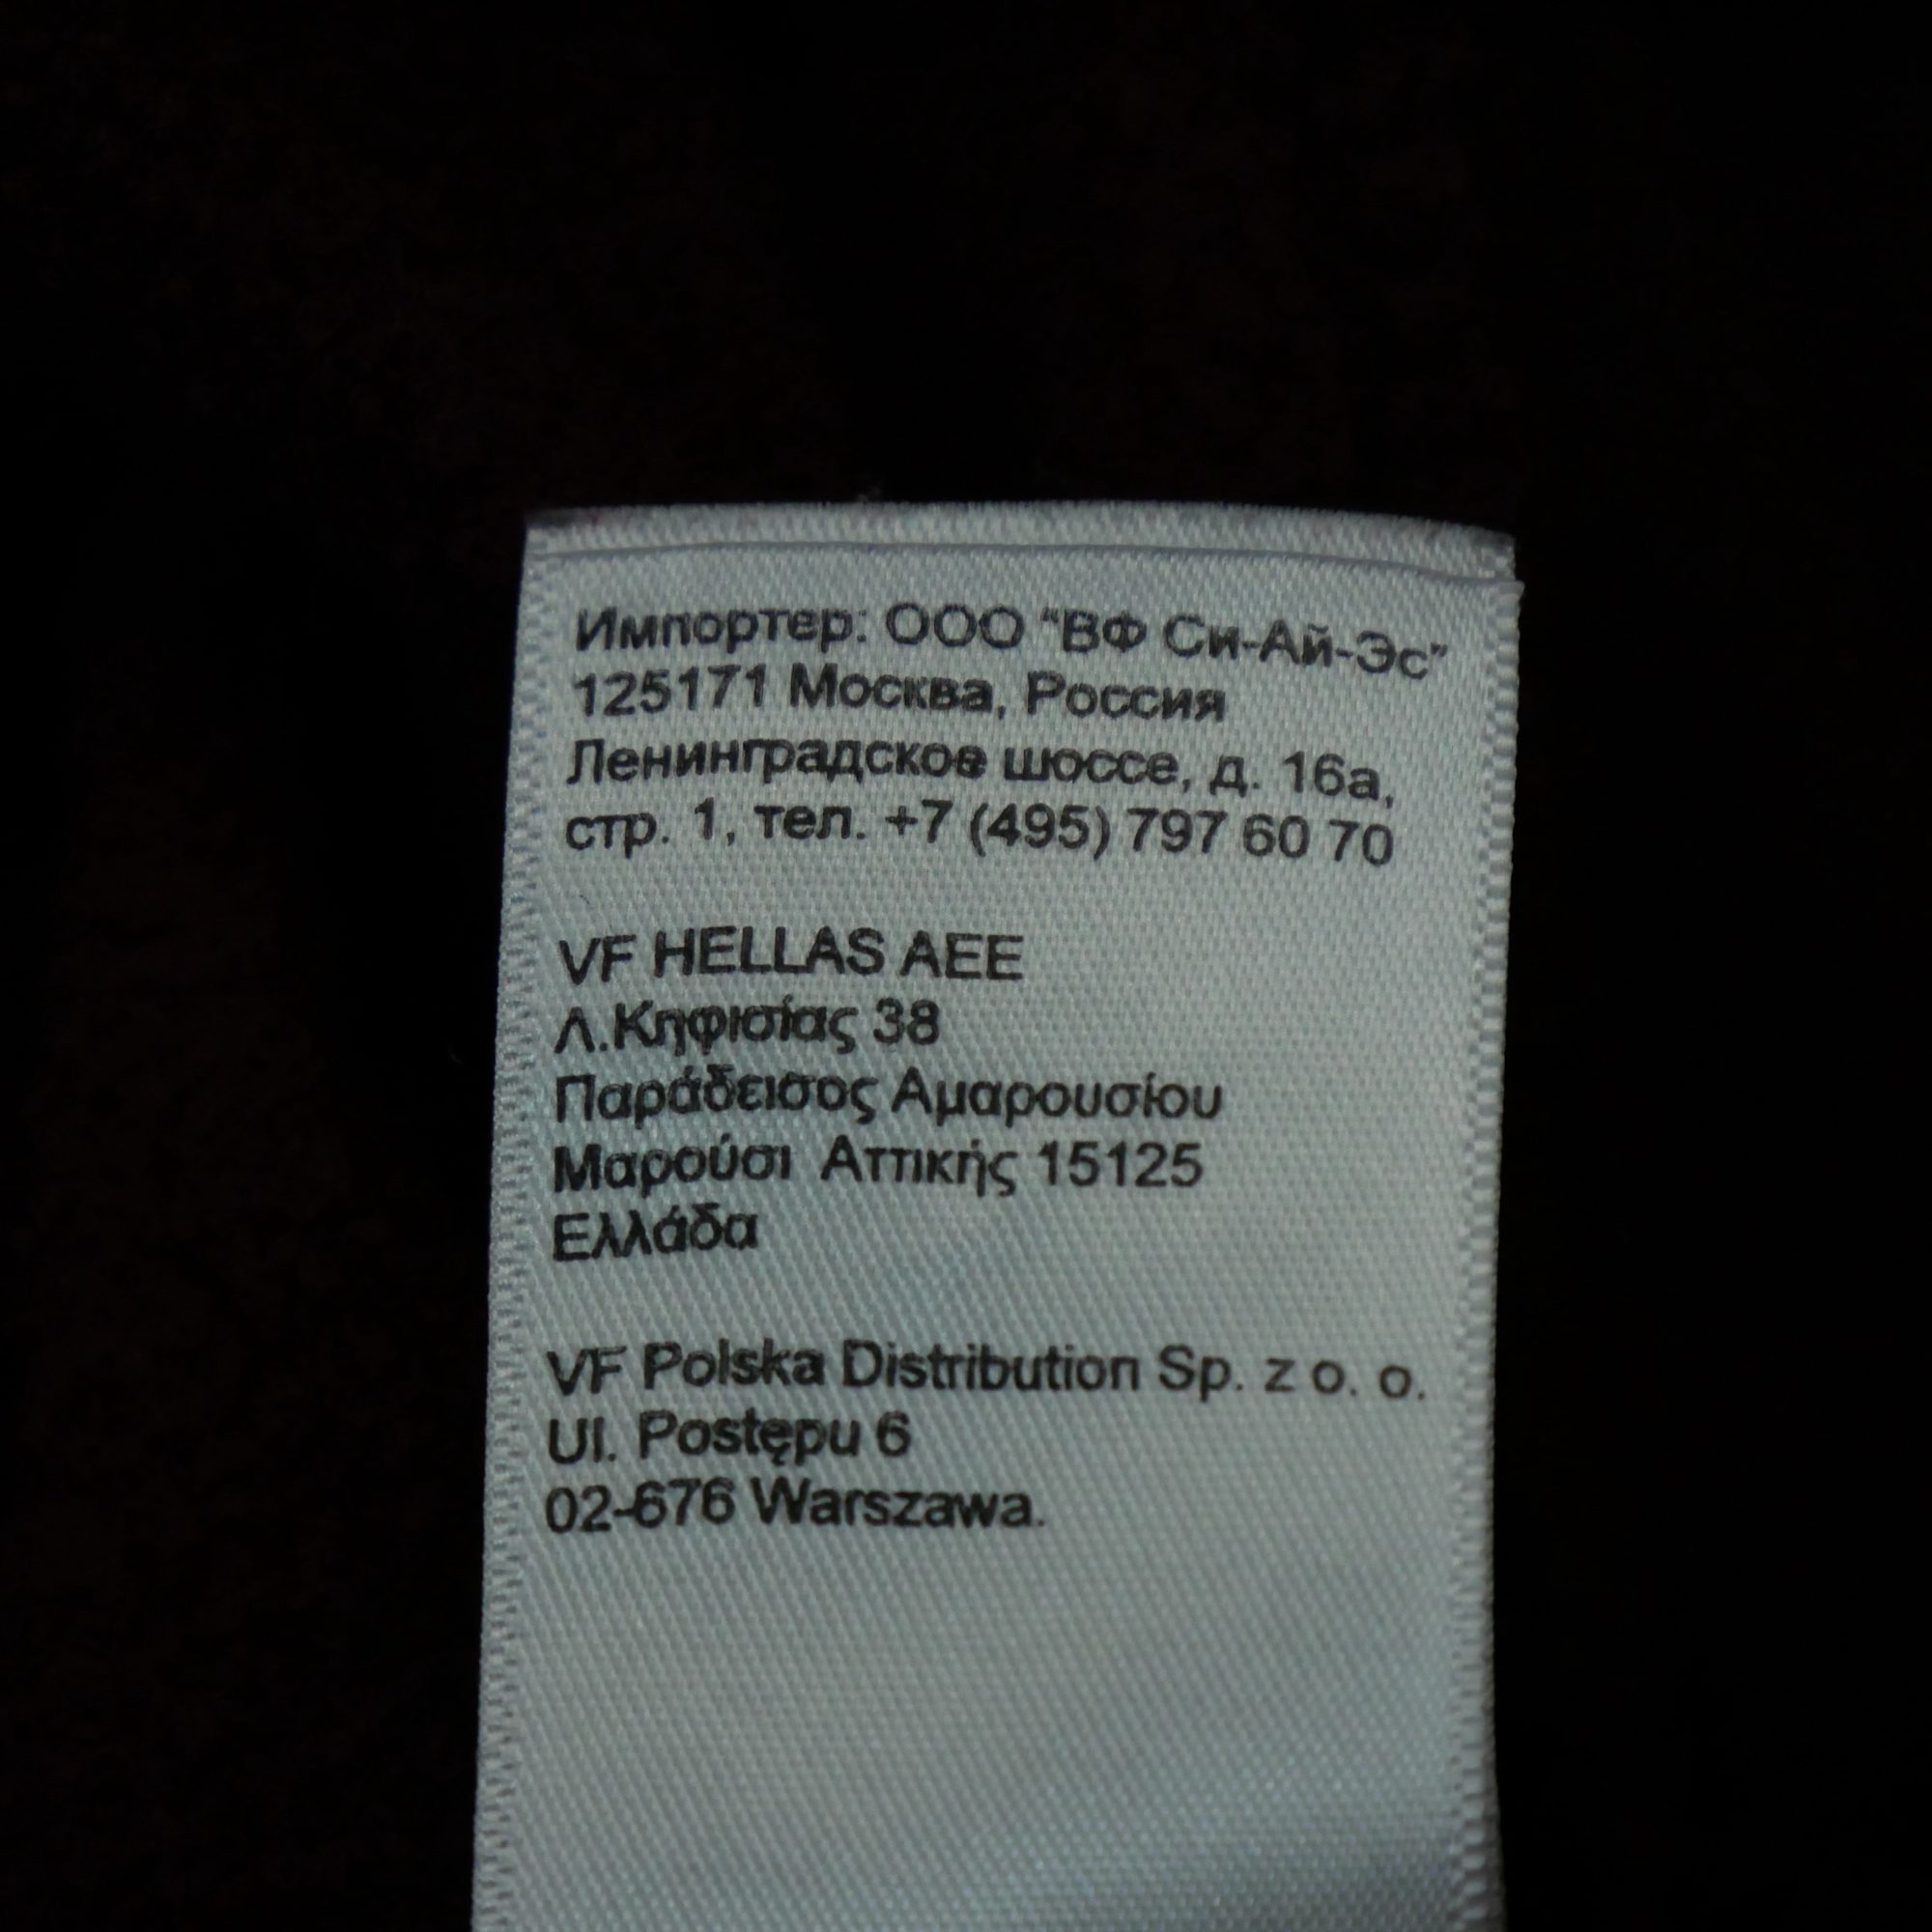 Импортер: ООО “ВФ Си-Ай-Эс”
125171 Москва, Россия
Ленинградское шоссе, д. 16а,
стр. 1, тел. +7 (495) 797 60 70
VF HELLAS AEE
Λ.Κηφισίας 38
Παράδεισος Αμαρουσίου
Μαρούσι Αττικής 15125
Ελλάδα
VF Polska Distribution Sp. z o. o.
Ul. Postępu 6
02-676 Warszawa.